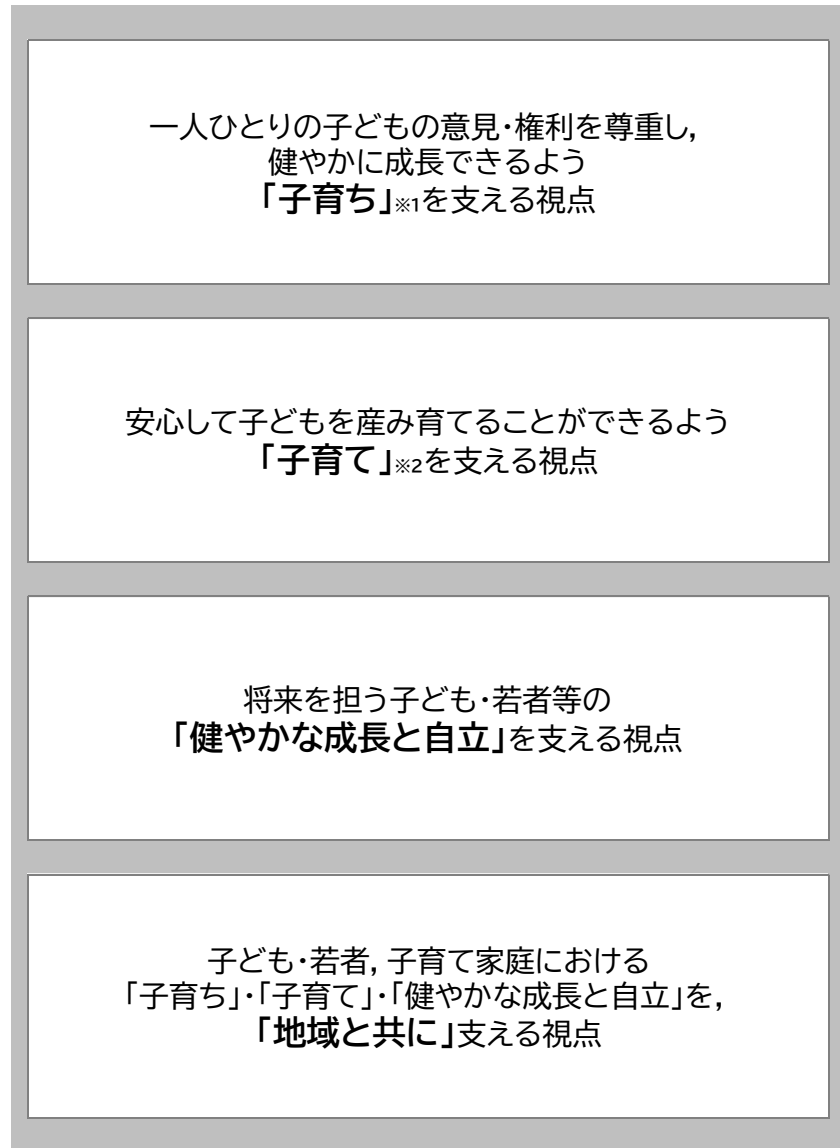 一人ひとりの子どもの意見・権利を尊重し,
健やかに成長できるよう
「子育ち」※1を支える視点
安心して子どもを産み育てることができるよう
「子育て」※2を支える視点
将来を担う子ども・若者等の
「健やかな成長と自立」を支える視点
子ども・若者, 子育て家庭における
「子育ち」・「子育て」・「健やかな成長と自立」を,
「地域と共に」支える視点